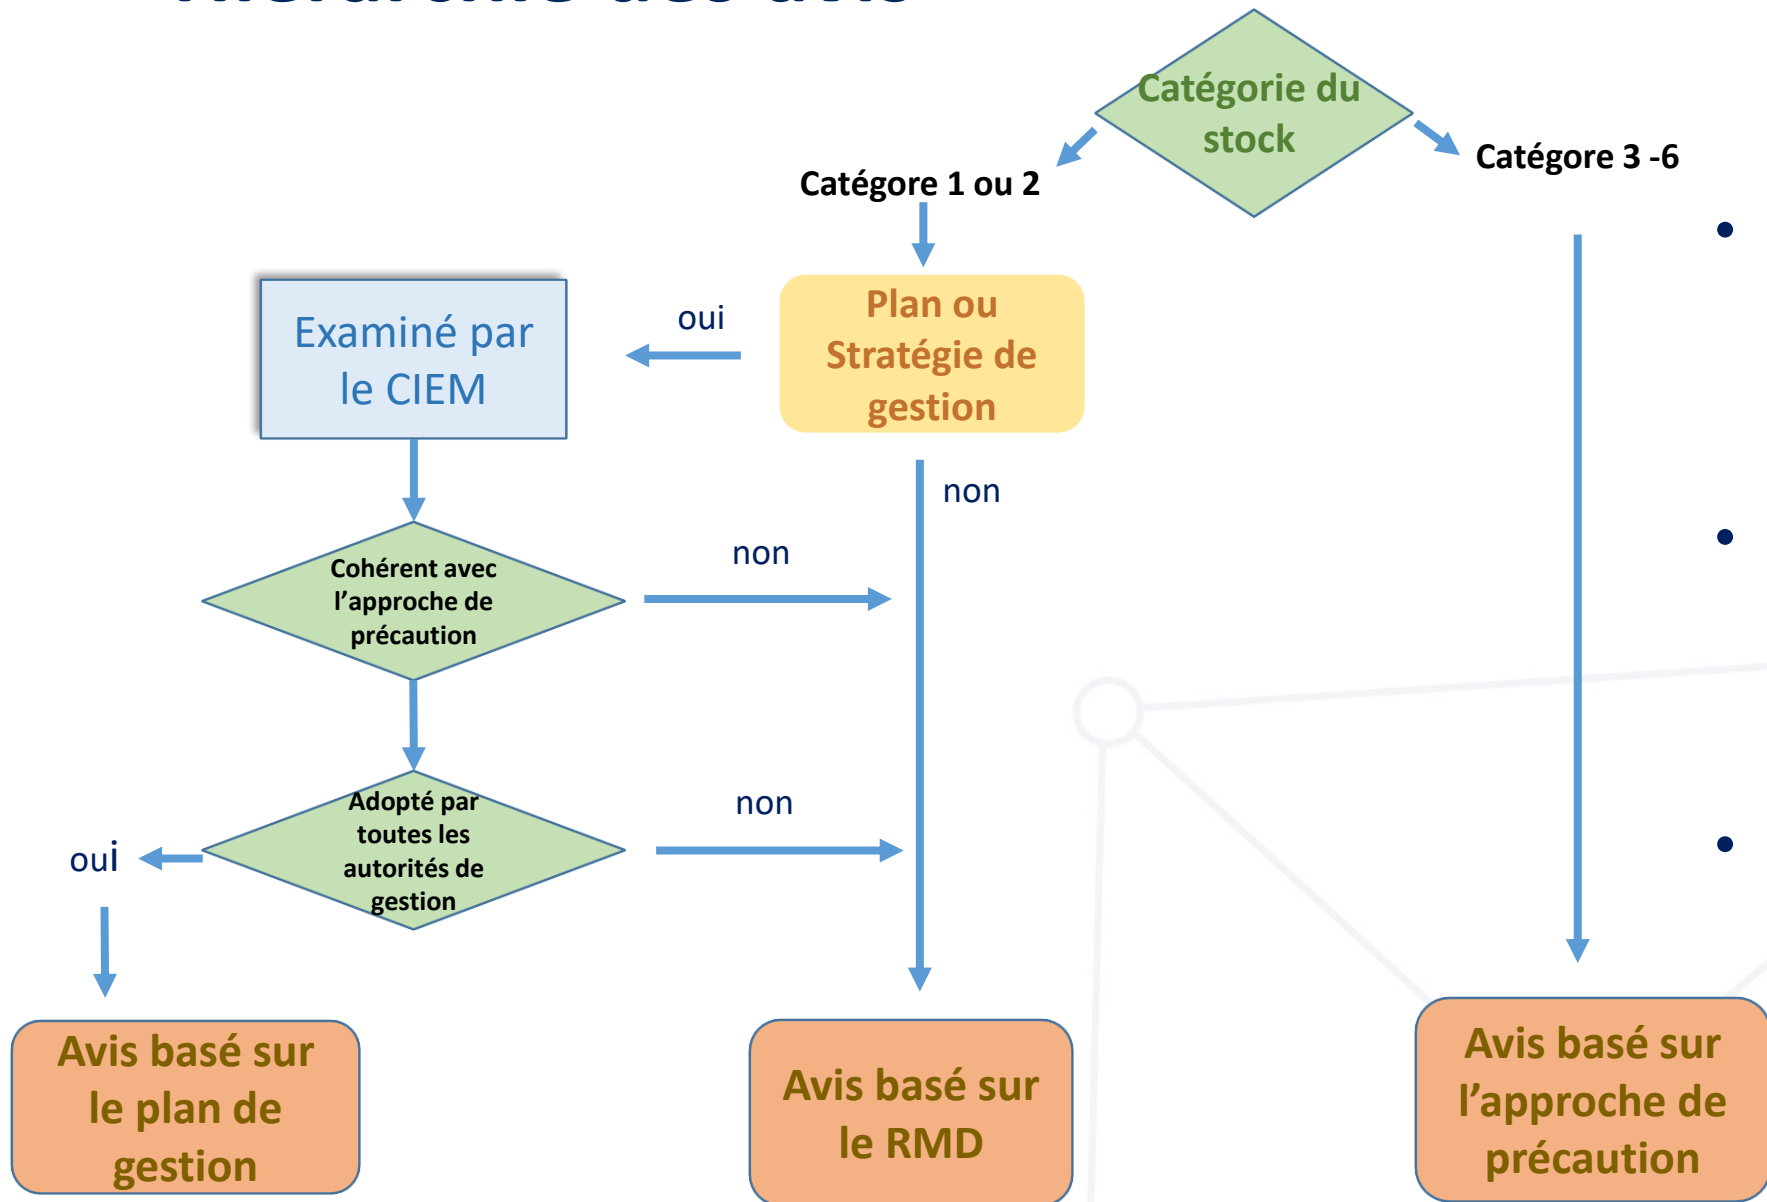 Catégorie du
stock
Catégore 1 ou 2
Catégore 3 -6
Plan ou
Stratégie de
gestion
oui
Examiné par
le CIEM
non
Cohérent avec
l’approche de
précaution
non
Adopté par
toutes les
autorités de
gestion
non
oui
Avis basé sur
le plan de
gestion
Avis basé sur
le RMD
Avis basé sur
l’approche de
précaution